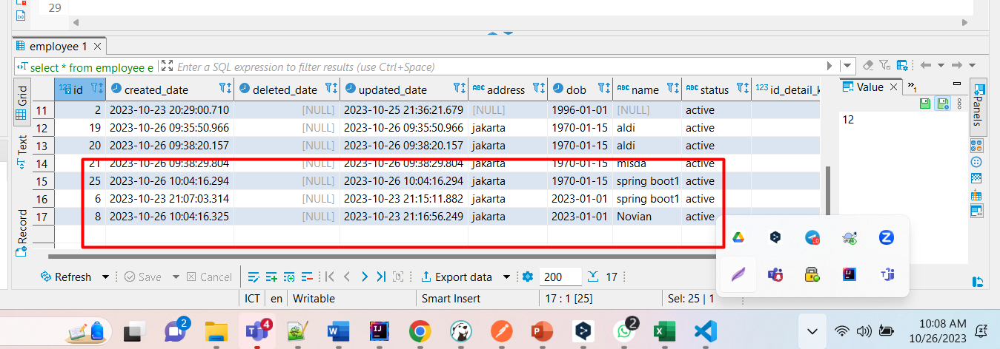 29
employee 1
select * from employee e Enter a SQL expression to filter results (use Ctrl+Space)
Grid
Text
Record
123 id created_date deleted_date updated_date ABC address dob ABC name ABC status 123 id_detail_k
11 2 2023-10-23 20:29:00.710 [NULL] 2023-10-25 21:36:21.679 [NULL] 1996-01-01 [NULL] active
12 19 2023-10-26 09:35:50.966 [NULL] 2023-10-26 09:35:50.966 jakarta 1970-01-15 aldi active
13 20 2023-10-26 09:38:20.157 [NULL] 2023-10-26 09:38:20.157 jakarta 1970-01-15 aldi active
14 21 2023-10-26 09:38:29.804 [NULL] 2023-10-26 09:38:29.804 jakarta 1970-01-15 misda active
15 25 2023-10-26 10:04:16.294 [NULL] 2023-10-26 10:04:16.294 jakarta 1970-01-15 spring boot1 active
16 6 2023-10-23 21:07:03.314 [NULL] 2023-10-23 21:15:11.882 jakarta 2023-01-01 spring boot1 active
17 8 2023-10-26 10:04:16.325 [NULL] 2023-10-23 21:16:56.249 jakarta 2023-01-01 Novian active
Value
»1
12
Panels
Refresh Save Cancel Export data 200 17
ICT en Writable Smart Insert 17 : 1 [25] Sel: 25 | 1
2 4 2
10:08 AM
10/26/2023